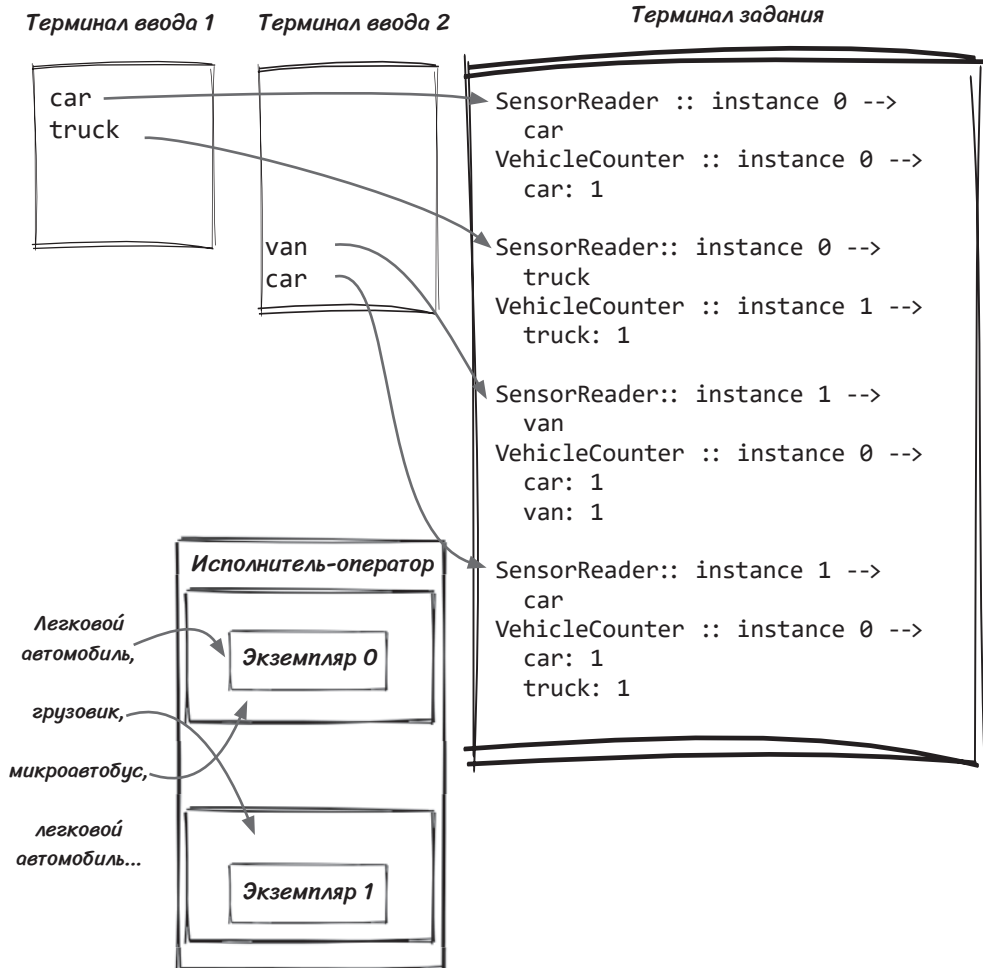 Терминал ввода 1
Терминал ввода 2
Терминал задания
car
truck
van
car
SensorReader :: instance 0 -->
car
VehicleCounter :: instance 0 -->
car: 1
SensorReader:: instance 0 -->
truck
VehicleCounter :: instance 1 -->
truck: 1
SensorReader:: instance 1 -->
van
VehicleCounter :: instance 0 -->
car: 1
van: 1
SensorReader:: instance 1 -->
car
VehicleCounter :: instance 0 -->
car: 1
truck: 1
Исполнитель-оператор
Легковой
автомобиль,
грузовик,
микроавтобус,
легковой
автомобиль...
Экземпляр 0
Экземпляр 1